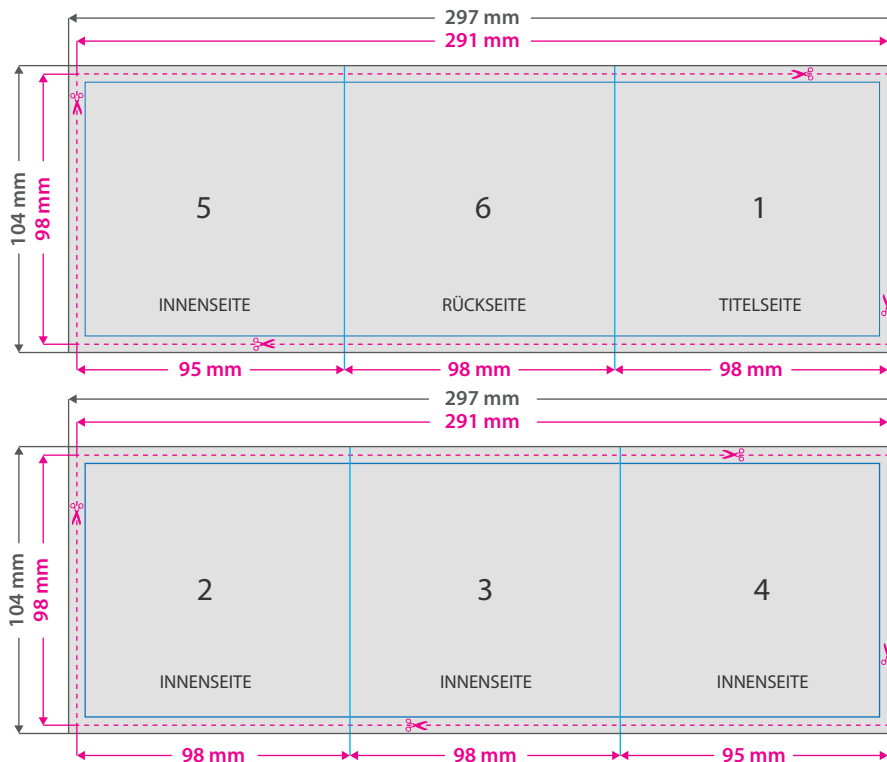 297 mm
291 mm
104 mm
98 mm
5
6
1
INNENSEITE
RÜCKSEITE
TITELSEITE
95 mm
98 mm
98 mm
297 mm
291 mm
104 mm
98 mm
2
3
4
INNENSEITE
INNENSEITE
INNENSEITE
98 mm
98 mm
95 mm